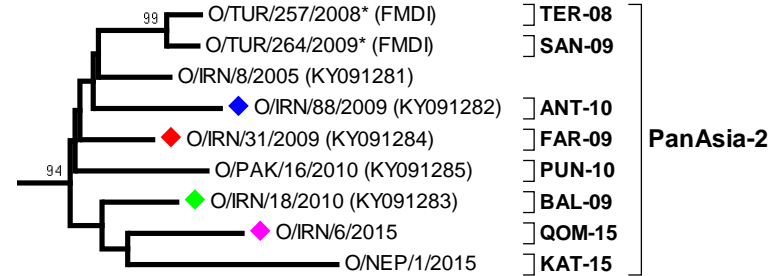 99
O/TUR/257/2008* (FMDI) TER-08
O/TUR/264/2009* (FMDI) SAN-09
O/IRN/8/2005 (KY091281)
O/IRN/88/2009 (KY091282) ANT-10
O/IRN/31/2009 (KY091284) FAR-09 PanAsia-2
94 O/PAK/16/2010 (KY091285) PUN-10
O/IRN/18/2010 (KY091283) BAL-09
O/IRN/6/2015 QOM-15
O/NEP/1/2015 KAT-15